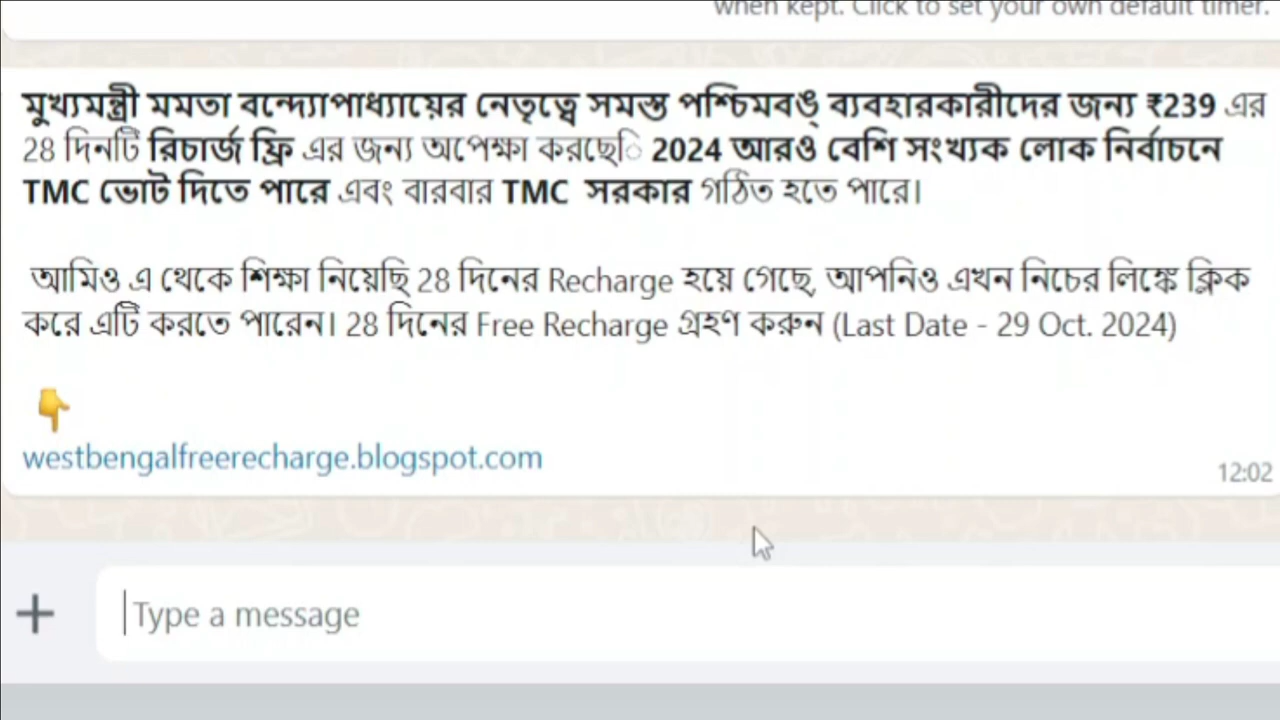 when kept. Click to set your own default timer.
মুখ্যমন্ত্রী মমতা বন্দ্যোপাধ্যায়ের নেতৃত্বে সমস্ত পশ্চিমবঙ্ ব্যবহারকারীদের জন্য ₹239 এর
28 দিনটি রিচার্জ ফ্রি এর জন্য অপেক্ষা করছেি 2024 আরও বেশি সংখ্যক লোক নির্বাচনে
TMC ভোট দিতে পারে এবং বারবার TMC সরকার গঠিত হতে পারে।
আমিও এ থেকে শিক্ষা নিয়েছি 28 দিনের Recharge হয়ে গেছে, আপনিও এখন নিচের লিঙ্কে ক্লিক
করে এটি করতে পারেন। 28 দিনের Free Recharge গ্রহণ করুন (Last Date - 29 Oct. 2024)
👇
westbengalfreerecharge.blogspot.com
12:02
Type a message